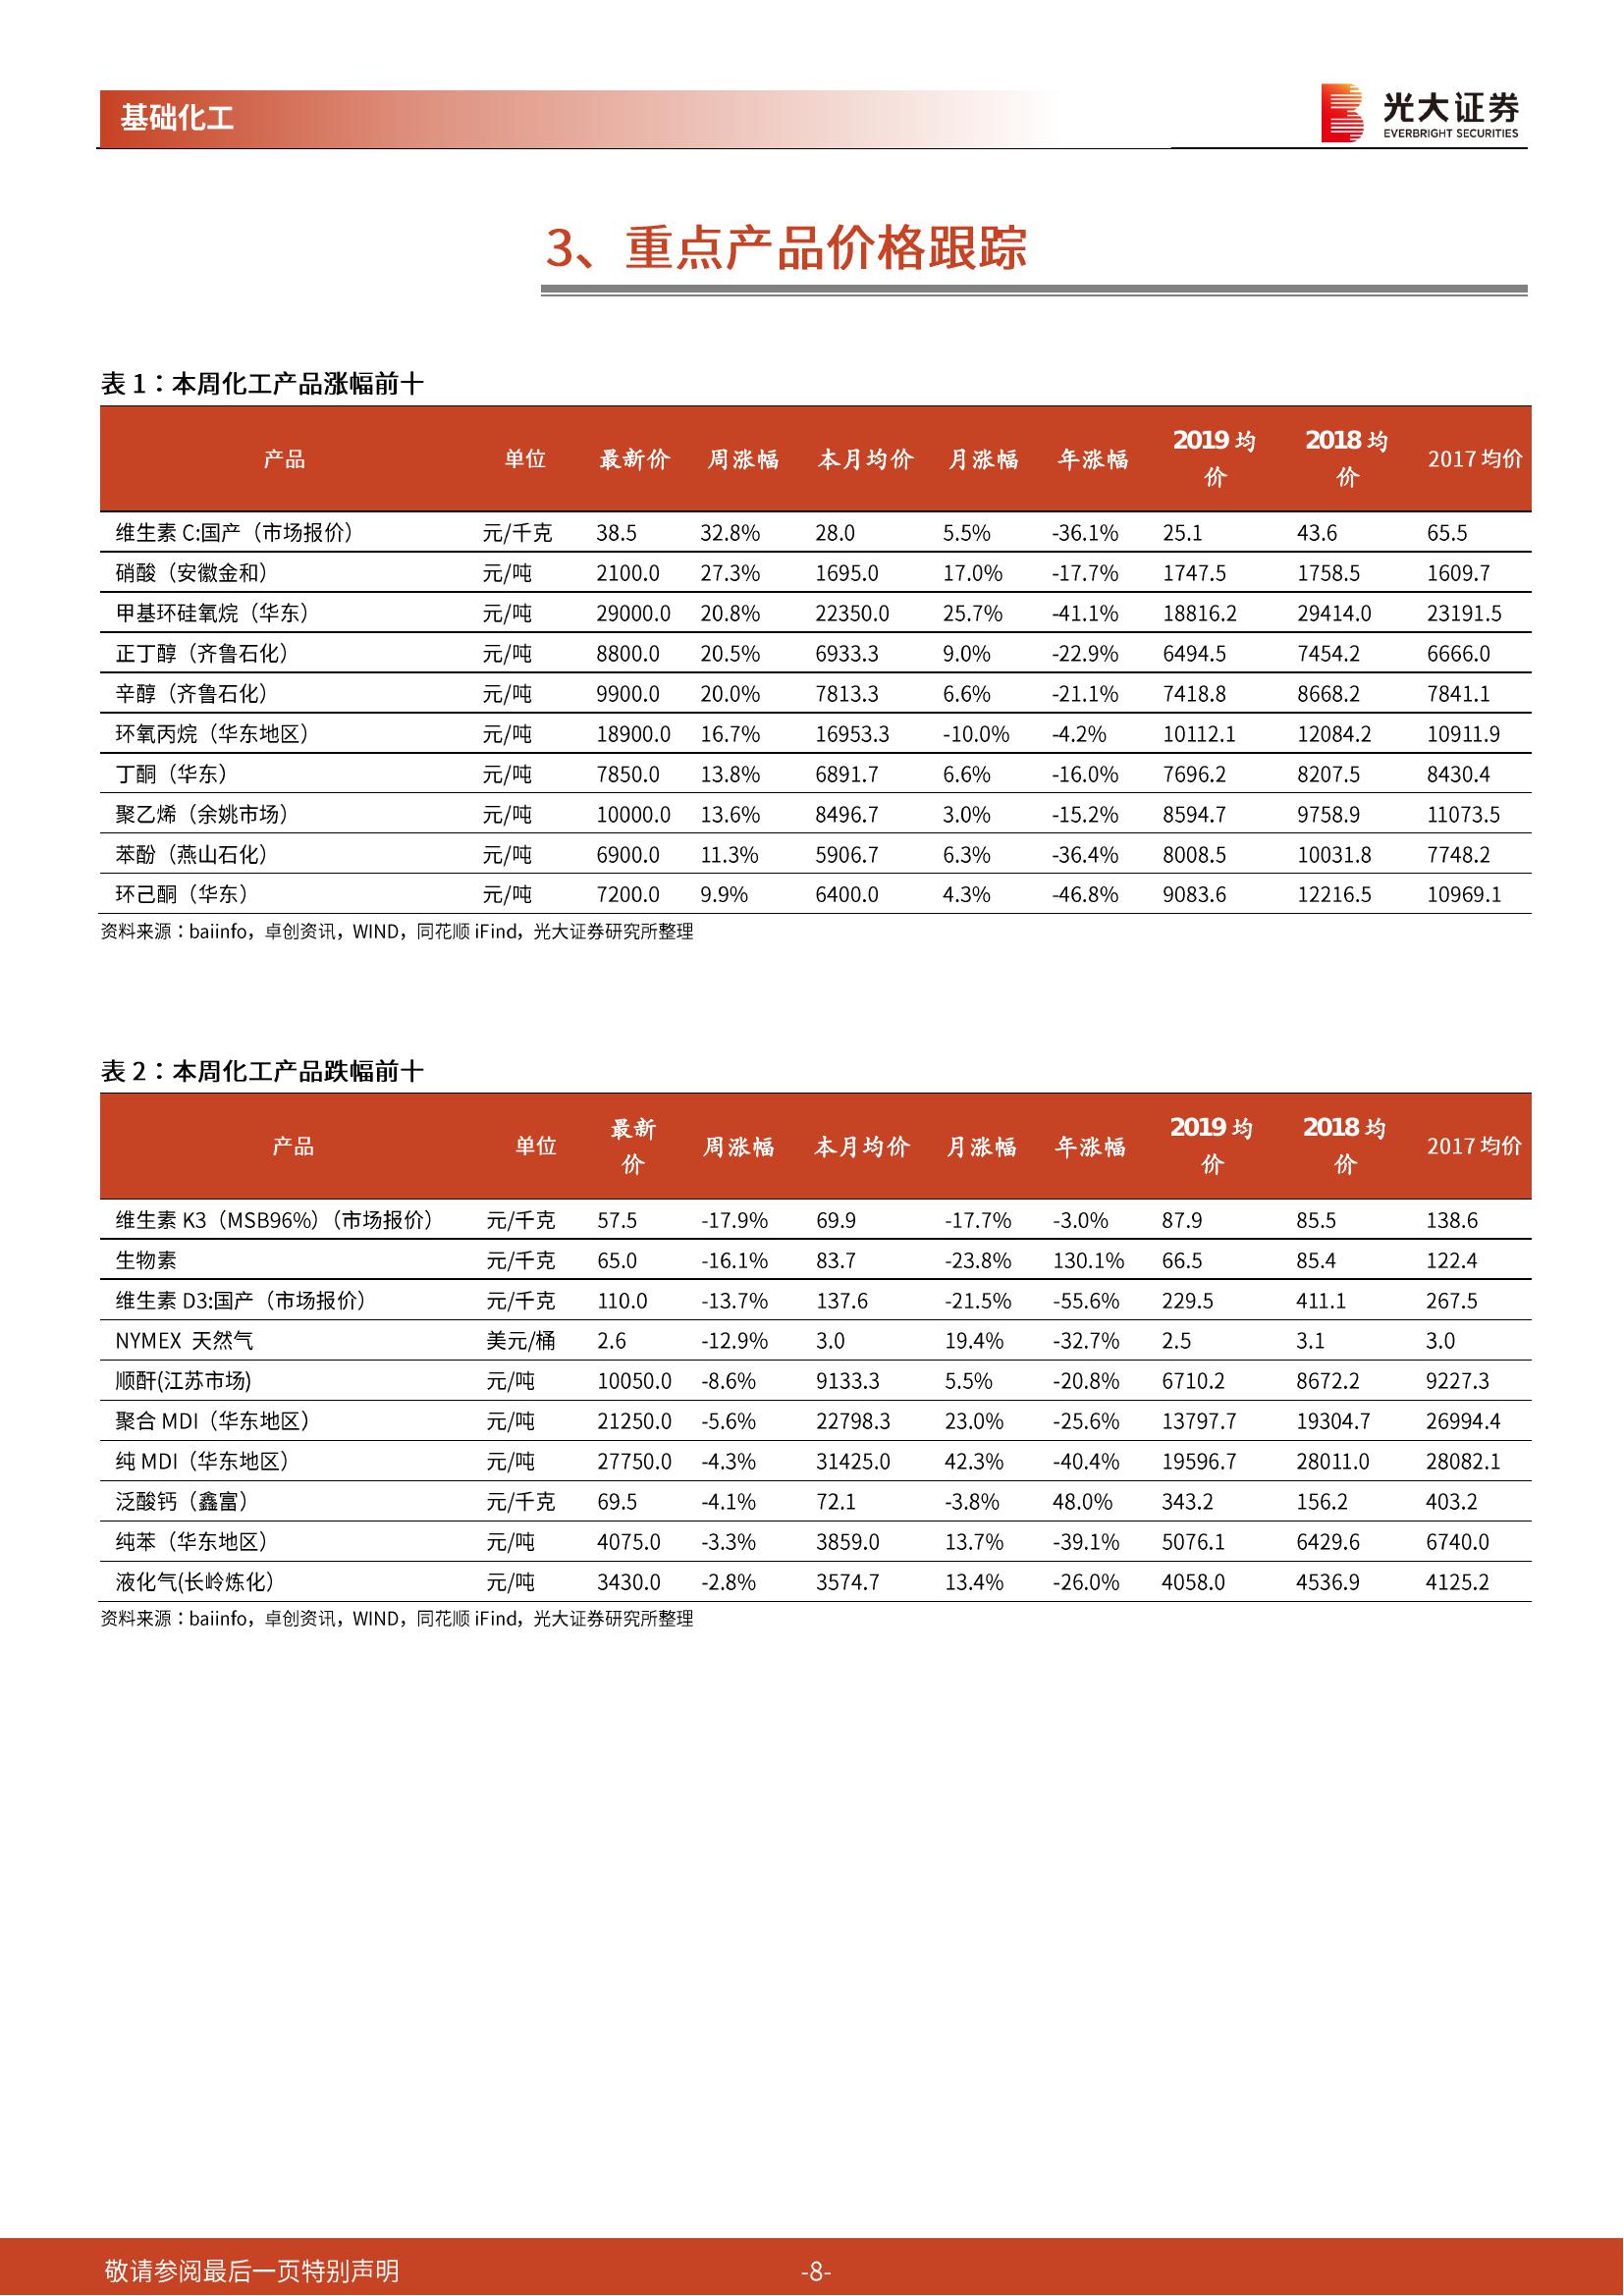 基础化工
光大证券
EVERBRIGHT SECURITIES
3、重点产品价格跟踪
表 1：本周化工产品涨幅前十
产品 单位 最新价 周涨幅 本月均价 月涨幅 年涨幅 2019 均价 2018 均价 2017 均价
维生素 C:国产（市场报价） 元/千克 38.5 32.8% 28.0 5.5% -36.1% 25.1 43.6 65.5
硝酸（安徽金和） 元/吨 2100.0 27.3% 1695.0 17.0% -17.7% 1747.5 1758.5 1609.7
甲基环硅氧烷（华东） 元/吨 29000.0 20.8% 22350.0 25.7% -41.1% 18816.2 29414.0 23191.5
正丁醇（齐鲁石化） 元/吨 8800.0 20.5% 6933.3 9.0% -22.9% 6494.5 7454.2 6666.0
辛醇（齐鲁石化） 元/吨 9900.0 20.0% 7813.3 6.6% -21.1% 7418.8 8668.2 7841.1
环氧丙烷（华东地区） 元/吨 18900.0 16.7% 16953.3 -10.0% -4.2% 10112.1 12084.2 10911.9
丁酮（华东） 元/吨 7850.0 13.8% 6891.7 6.6% -16.0% 7696.2 8207.5 8430.4
聚乙烯（余姚市场） 元/吨 10000.0 13.6% 8496.7 3.0% -15.2% 8594.7 9758.9 11073.5
苯酚（燕山石化） 元/吨 6900.0 11.3% 5906.7 6.3% -36.4% 8008.5 10031.8 7748.2
环己酮（华东） 元/吨 7200.0 9.9% 6400.0 4.3% -46.8% 9083.6 12216.5 10969.1
资料来源：baiinfo，卓创资讯，WIND，同花顺 iFind，光大证券研究所整理
表 2：本周化工产品跌幅前十
产品 单位 最新价 周涨幅 本月均价 月涨幅 年涨幅 2019 均价 2018 均价 2017 均价
维生素 K3（MSB96%）（市场报价） 元/千克 57.5 -17.9% 69.9 -17.7% -3.0% 87.9 85.5 138.6
生物素 元/千克 65.0 -16.1% 83.7 -23.8% 130.1% 66.5 85.4 122.4
维生素 D3:国产（市场报价） 元/千克 110.0 -13.7% 137.6 -21.5% -55.6% 229.5 411.1 267.5
NYMEX 天然气 美元/桶 2.6 -12.9% 3.0 19.4% -32.7% 2.5 3.1 3.0
顺酐(江苏市场) 元/吨 10050.0 -8.6% 9133.3 5.5% -20.8% 6710.2 8672.2 9227.3
聚合 MDI（华东地区） 元/吨 21250.0 -5.6% 22798.3 23.0% -25.6% 13797.7 19304.7 26994.4
纯 MDI（华东地区） 元/吨 27750.0 -4.3% 31425.0 42.3% -40.4% 19596.7 28011.0 28082.1
泛酸钙（鑫富） 元/千克 69.5 -4.1% 72.1 -3.8% 48.0% 343.2 156.2 403.2
纯苯（华东地区） 元/吨 4075.0 -3.3% 3859.0 13.7% -39.1% 5076.1 6429.6 6740.0
液化气(长岭炼化） 元/吨 3430.0 -2.8% 3574.7 13.4% -26.0% 4058.0 4536.9 4125.2
资料来源：baiinfo，卓创资讯，WIND，同花顺 iFind，光大证券研究所整理
敬请参阅最后一页特别声明 -8-